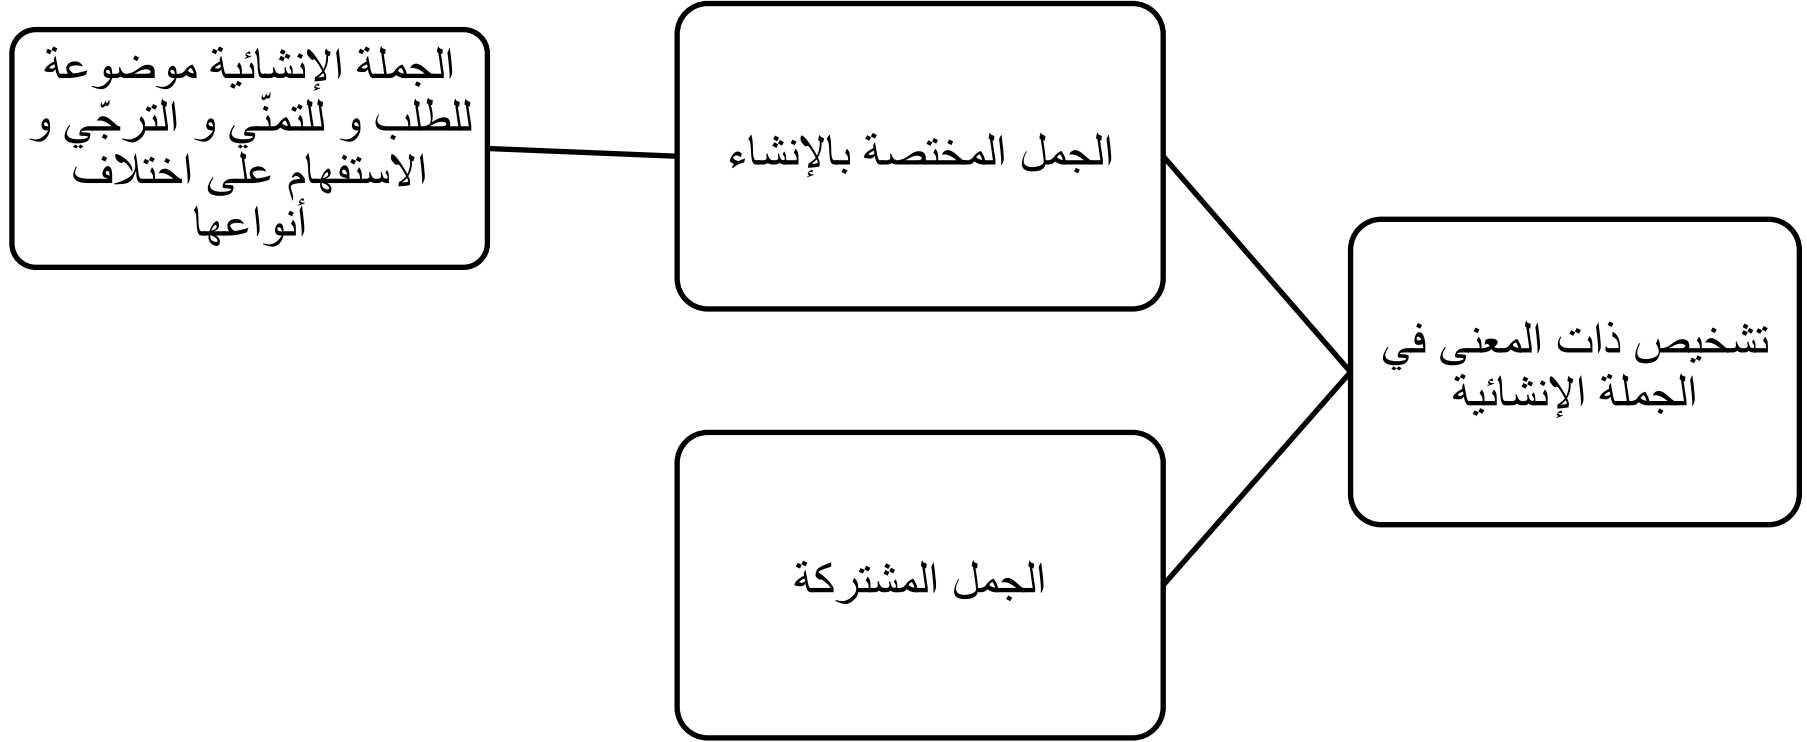 تشخيص ذات المعنى في
الجملة الإنشائية
الجمل المختصة بالإنشاء
الجملة الإنشائية موضوعة
للطلب و للتمنّي و الترجّي و
الاستفهام على اختلاف
أنواعها
الجمل المشتركة